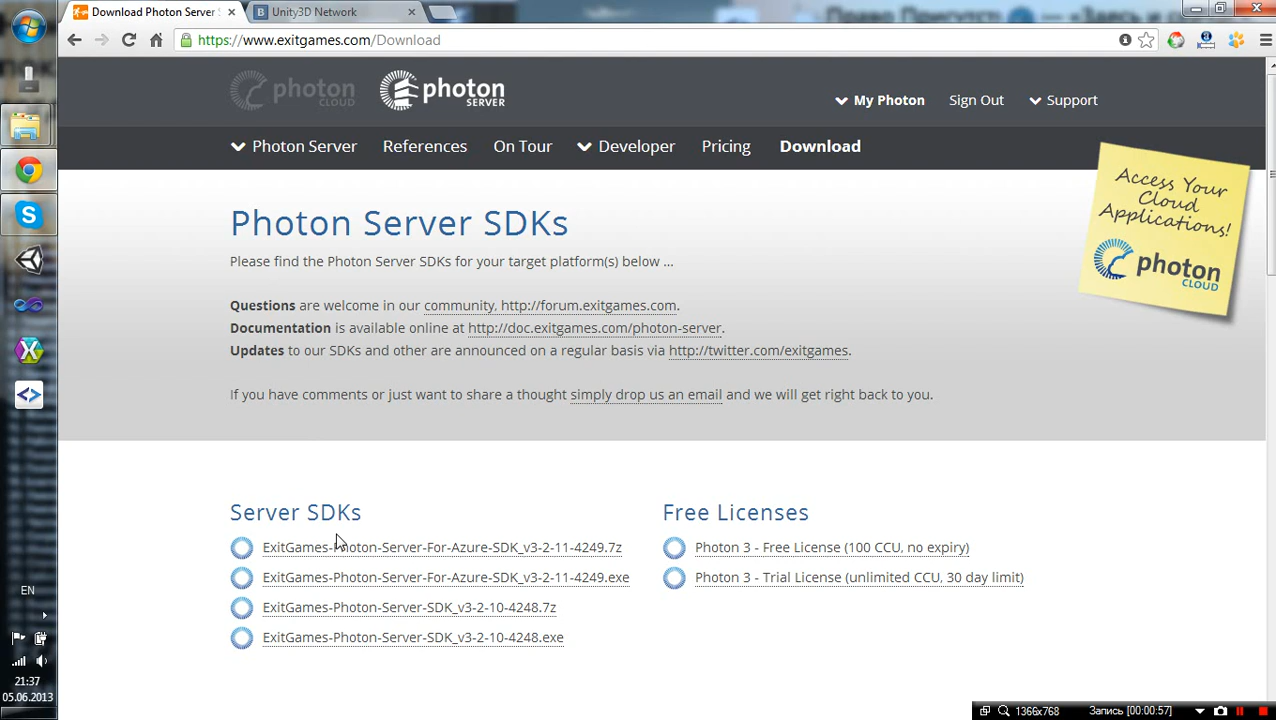 Download Photon Server S
Unity3D Network
https://www.exitgames.com/Download
photon CLOUD
photon SERVER
My Photon
Sign Out
Support
Photon Server
References
On Tour
Developer
Pricing
Download
Access Your
Cloud
Applications!
photon
CLOUD
Photon Server SDKs
Please find the Photon Server SDKs for your target platform(s) below ...
Questions are welcome in our community, http://forum.exitgames.com.
Documentation is available online at http://doc.exitgames.com/photon-server.
Updates to our SDKs and other are announced on a regular basis via http://twitter.com/exitgames.
If you have comments or just want to share a thought simply drop us an email and we will get right back to you.
Server SDKs
ExitGames-Photon-Server-For-Azure-SDK_v3-2-11-4249.7z
ExitGames-Photon-Server-For-Azure-SDK_v3-2-11-4249.exe
ExitGames-Photon-Server-SDK_v3-2-10-4248.7z
ExitGames-Photon-Server-SDK_v3-2-10-4248.exe
Free Licenses
Photon 3 - Free License (100 CCU, no expiry)
Photon 3 - Trial License (unlimited CCU, 30 day limit)
EN
21:37
05.06.2013
1366x768
Запись [00:00:57]